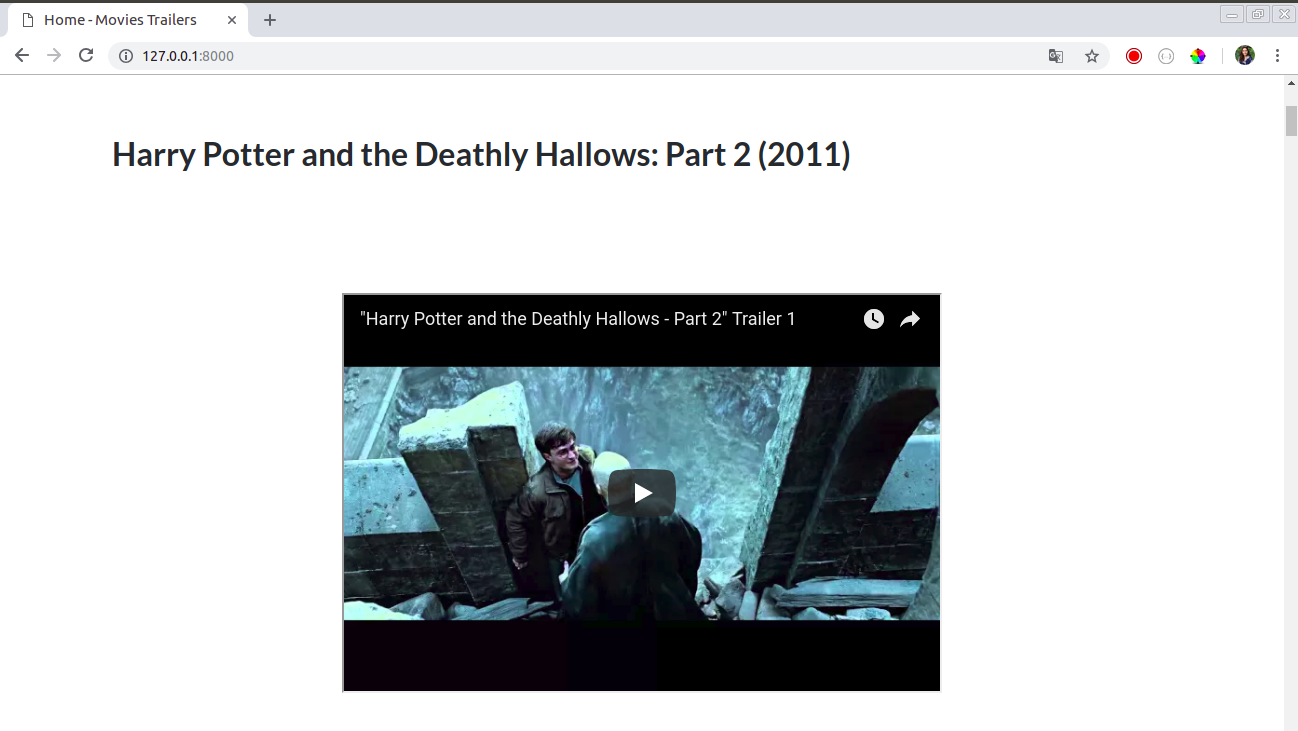 Home - Movies Trailers
127.0.0.1:8000
Harry Potter and the Deathly Hallows: Part 2 (2011)
"Harry Potter and the Deathly Hallows - Part 2" Trailer 1